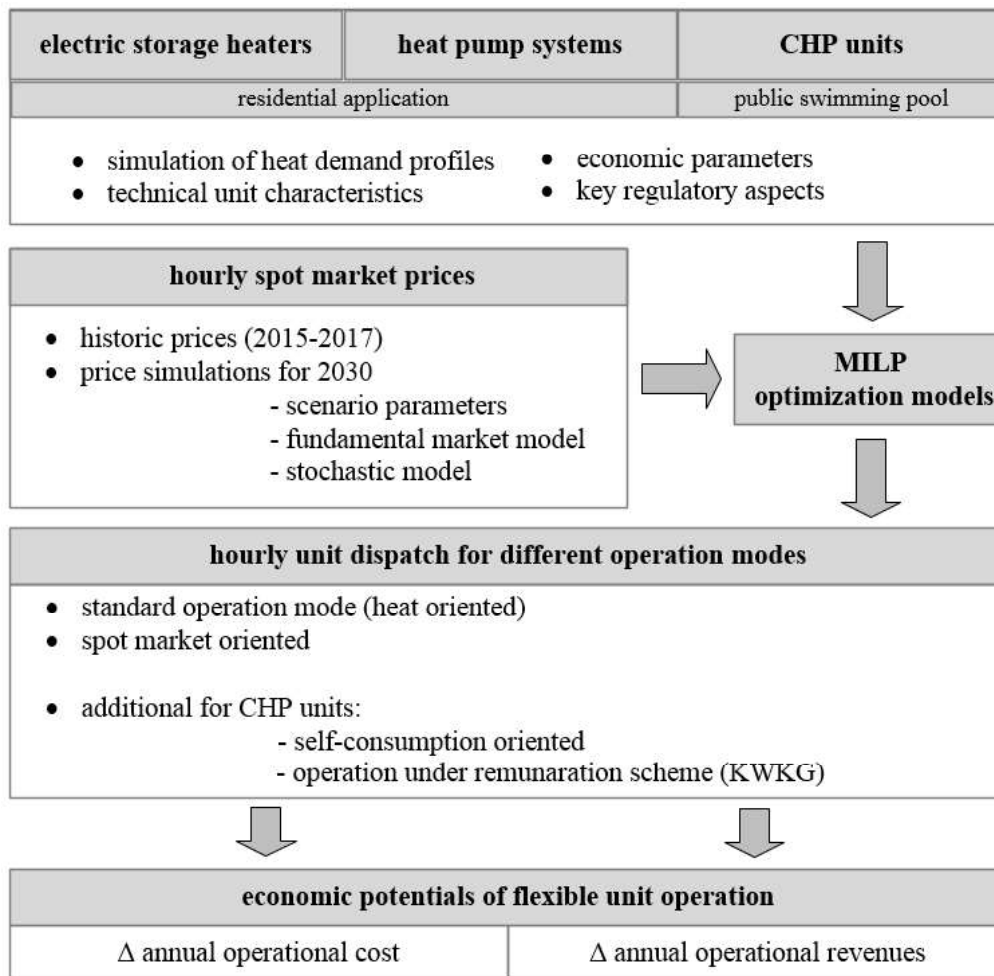 electric storage heaters
heat pump systems
CHP units
residential application
public swimming pool
• simulation of heat demand profiles
• technical unit characteristics
• economic parameters
• key regulatory aspects
hourly spot market prices
• historic prices (2015-2017)
• price simulations for 2030
- scenario parameters
- fundamental market model
- stochastic model
MILP
optimization models
hourly unit dispatch for different operation modes
• standard operation mode (heat oriented)
• spot market oriented
• additional for CHP units:
- self-consumption oriented
- operation under remunaration scheme (KWKG)
economic potentials of flexible unit operation
Δ annual operational cost
Δ annual operational revenues